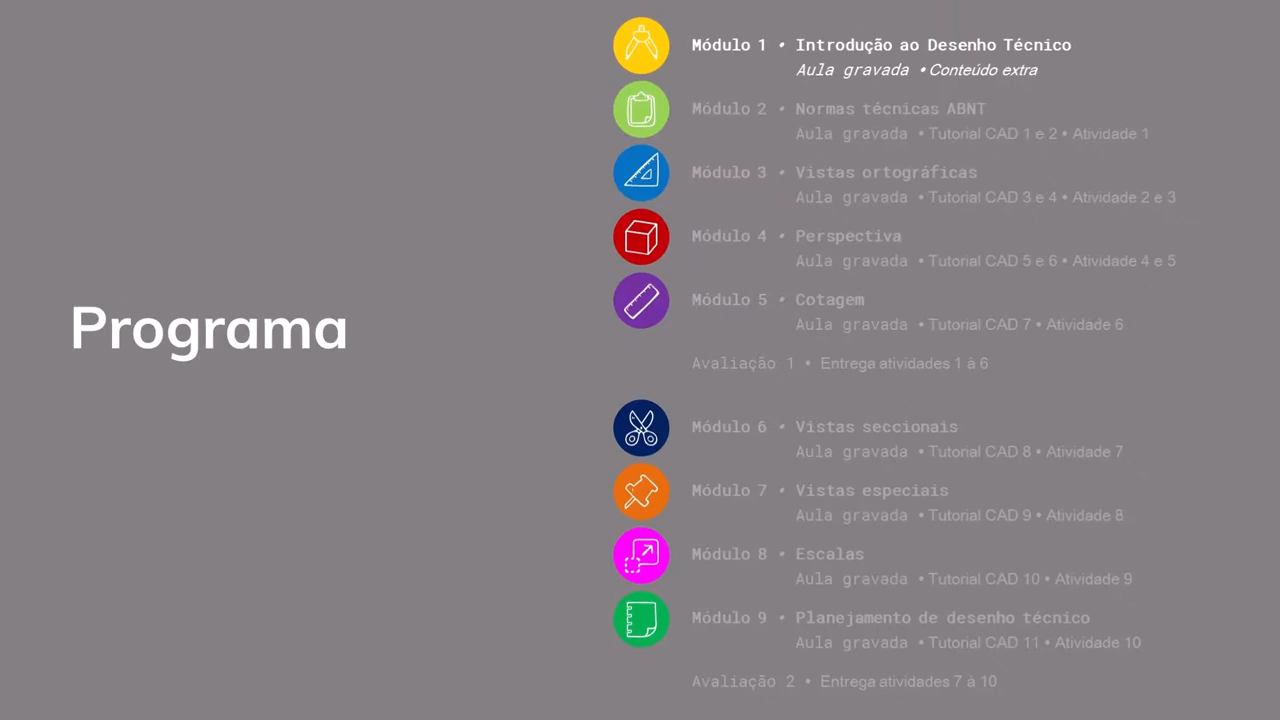 Programa
Módulo 1 • Introdução ao Desenho Técnico
Aula gravada • Conteúdo extra
Módulo 2 • Normas técnicas ABNT
Aula gravada • Tutorial CAD 1 e 2 • Atividade 1
Módulo 3 • Vistas ortográficas
Aula gravada • Tutorial CAD 3 e 4 • Atividade 2 e 3
Módulo 4 • Perspectiva
Aula gravada • Tutorial CAD 5 e 6 • Atividade 4 e 5
Módulo 5 • Cotagem
Aula gravada • Tutorial CAD 7 • Atividade 6
Avaliação 1 • Entrega atividades 1 à 6
Módulo 6 • Vistas seccionais
Aula gravada • Tutorial CAD 8 • Atividade 7
Módulo 7 • Vistas especiais
Aula gravada • Tutorial CAD 9 • Atividade 8
Módulo 8 • Escalas
Aula gravada • Tutorial CAD 10 • Atividade 9
Módulo 9 • Planejamento de desenho técnico
Aula gravada • Tutorial CAD 11 • Atividade 10
Avaliação 2 • Entrega atividades 7 à 10